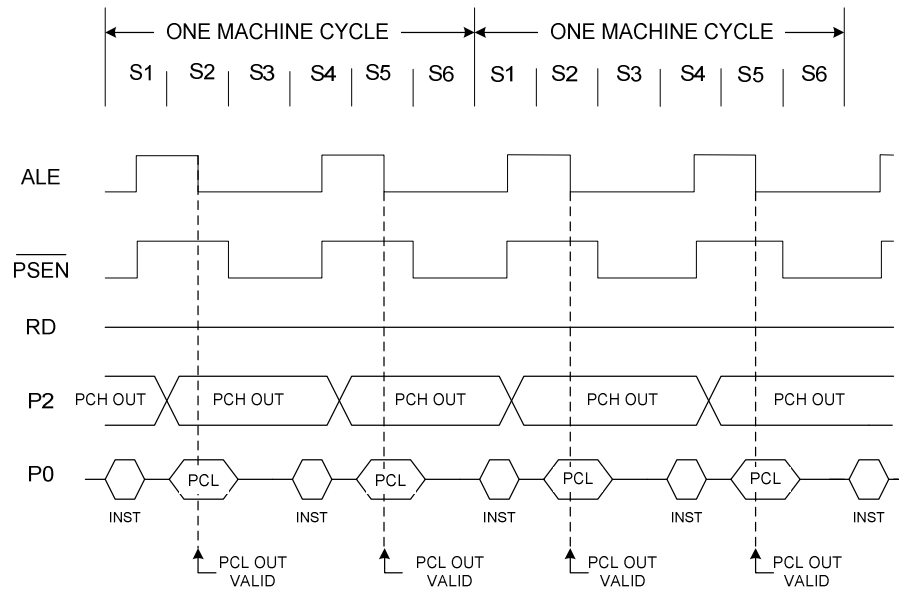 ONE MACHINE CYCLE ONE MACHINE CYCLE
S1 S2 S3 S4 S5 S6 S1 S2 S3 S4 S5 S6
ALE
PSEN
RD
P2 PCH OUT PCH OUT PCH OUT PCH OUT PCH OUT
P0 PCL PCL PCL PCL
INST INST INST INST INST
PCL OUT PCL OUT PCL OUT PCL OUT
VALID VALID VALID VALID